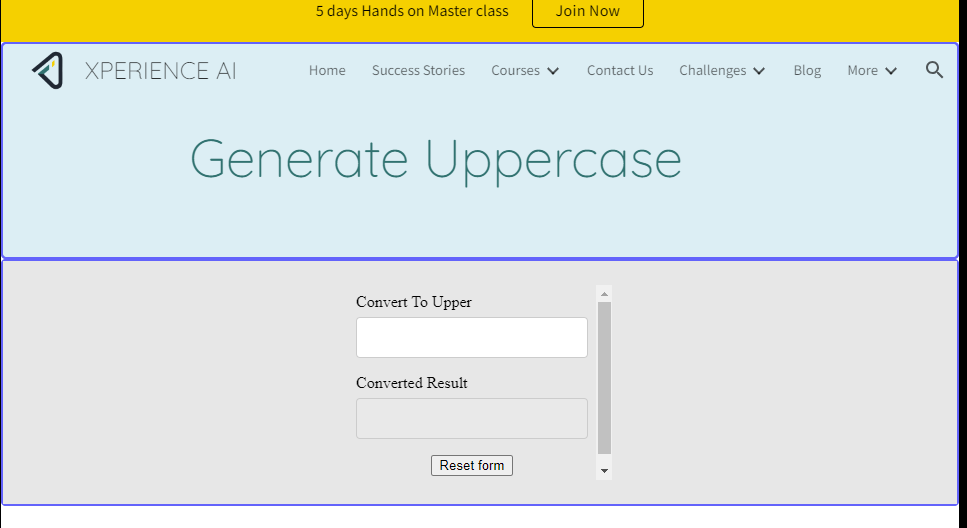 5 days Hands on Master class Join Now
XPERIENCE AI Home Success Stories Courses Contact Us Challenges Blog More
Generate Uppercase
Convert To Upper
Converted Result
Reset form